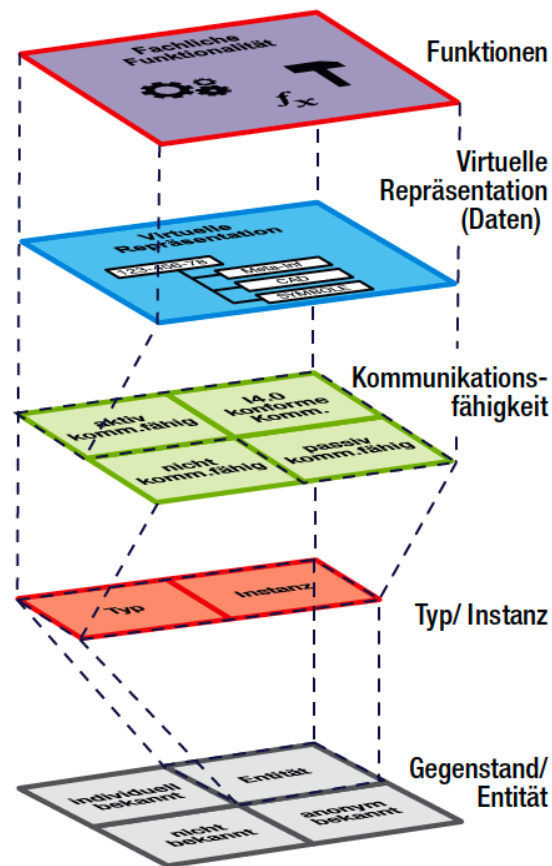 Fachliche
Funktionalität
fx
Funktionen
Virtuelle
Repräsentation
(Daten)
Virtuelle
Repräsentation
123-456-78
Meta-Inf
CAD
SYMBOLE
Kommunikations-
fähigkeit
aktiv
komm.fähig
I4.0
konforme
Komm.
nicht
komm.fähig
passiv
komm.fähig
Typ
Instanz
Typ/ Instanz
Gegenstand/
Entität
individuell
bekannt
Entität
nicht
bekannt
anonym
bekannt